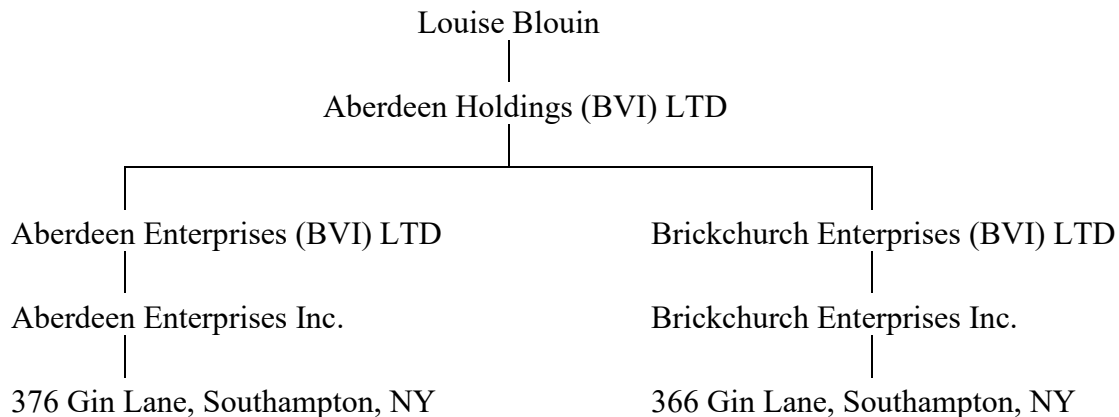 Louise Blouin
Aberdeen Holdings (BVI) LTD
Aberdeen Enterprises (BVI) LTD
Brickchurch Enterprises (BVI) LTD
Aberdeen Enterprises Inc.
Brickchurch Enterprises Inc.
376 Gin Lane, Southampton, NY
366 Gin Lane, Southampton, NY